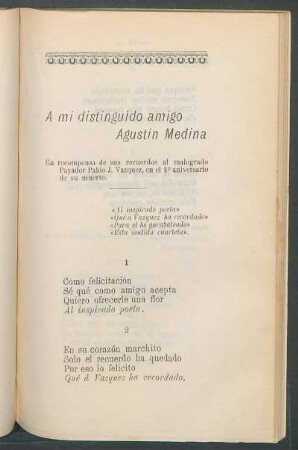 A mi distinguido amigo
Agustin Medina
En recompensa de sus recuerdos al malogrado
Payador Pablo J. Vazquez, en el 4º aniversario
de su muerte.
«Al inspirado poeta»
«Que a Vazquez ha recordado»
«Para el he garabateado»
«Esta sentida cuarteta».
1
Como felicitación
Sé qué como amigo acepta
Quiero ofrecerle una flor
Al inspirado poeta.
2
En su corazón marchito
Solo el recuerdo ha quedado
Por eso lo felicito
Qué á Vazquez ha recordado.